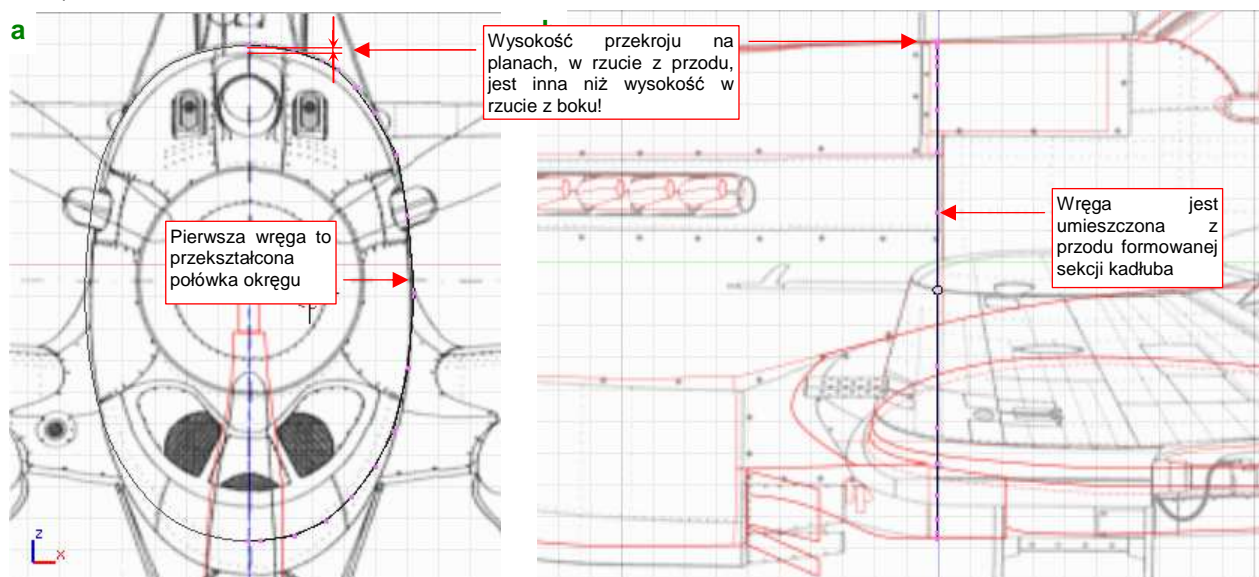 a
Wysokość przekroju na
planach, w rzucie z przodu,
jest inna niż wysokość w
rzucie z boku!
Pierwsza wręga to
przekształcona
połówka okręgu
Wręga jest
umieszczona z
przodu formowanej
sekcji kadłuba
z
x